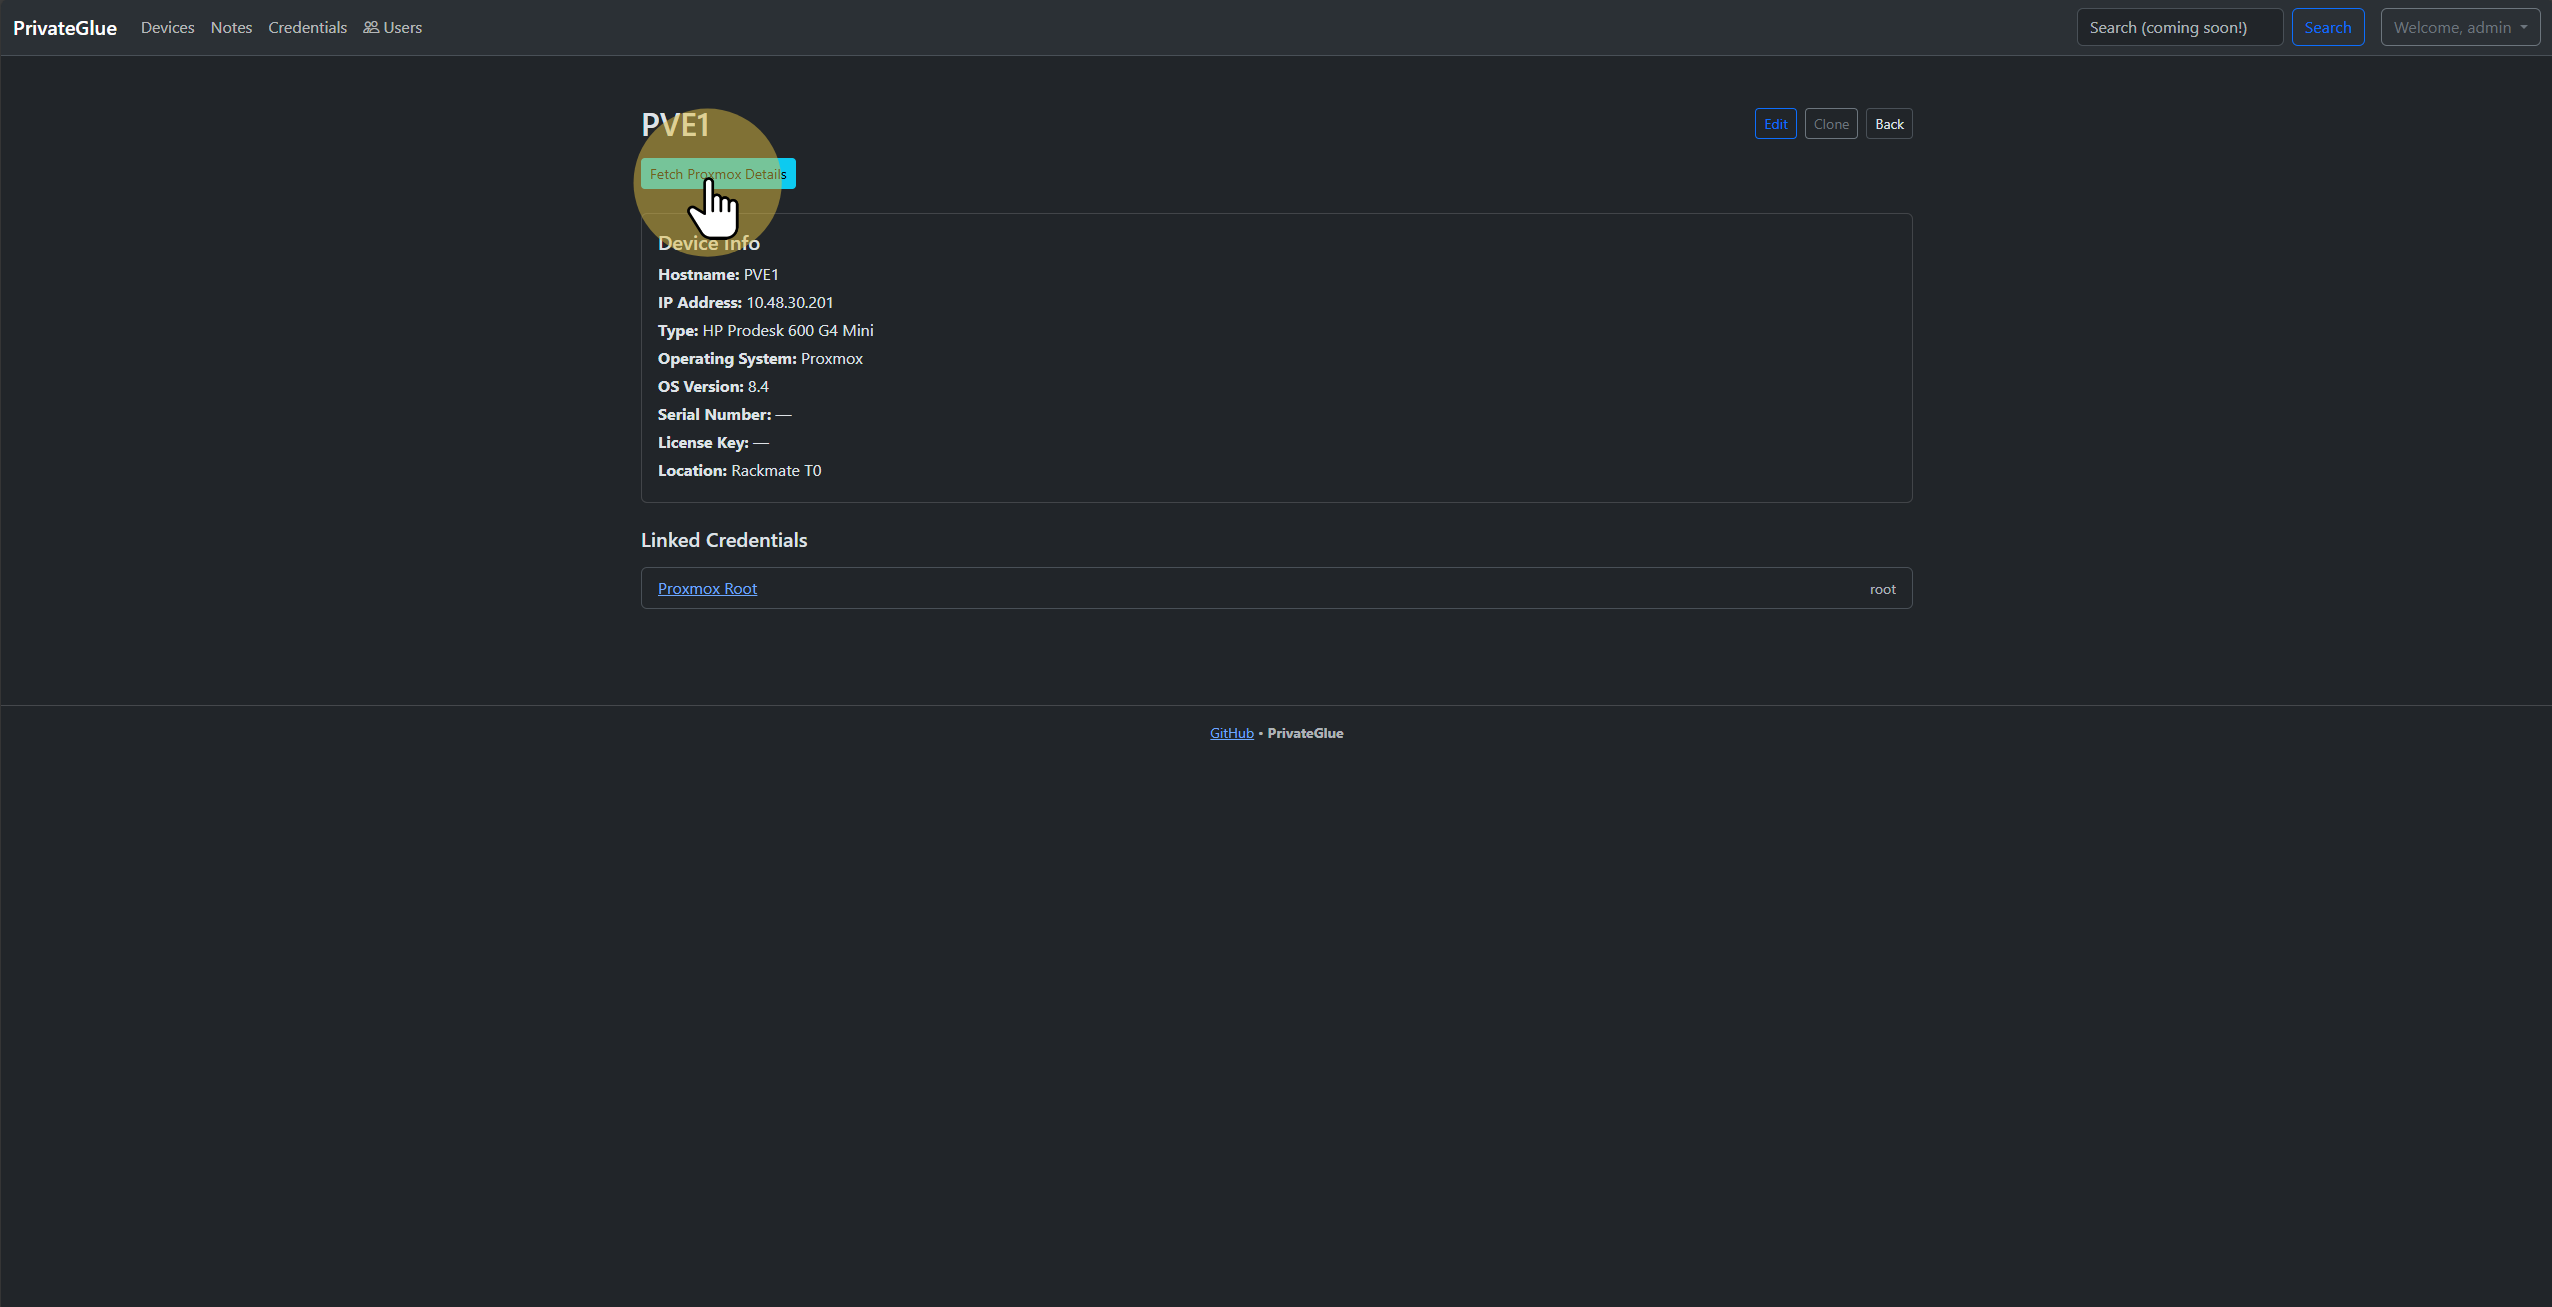 PrivateGlue Devices Notes Credentials Users Search (coming soon!) Search Welcome, admin
PVE1 Edit Clone Back
Fetch Proxmox Details
Device Info
Hostname: PVE1
IP Address: 10.48.30.201
Type: HP Prodesk 600 G4 Mini
Operating System: Proxmox
OS Version: 8.4
Serial Number: —
License Key: —
Location: Rackmate T0
Linked Credentials
Proxmox Root root
GitHub • PrivateGlue